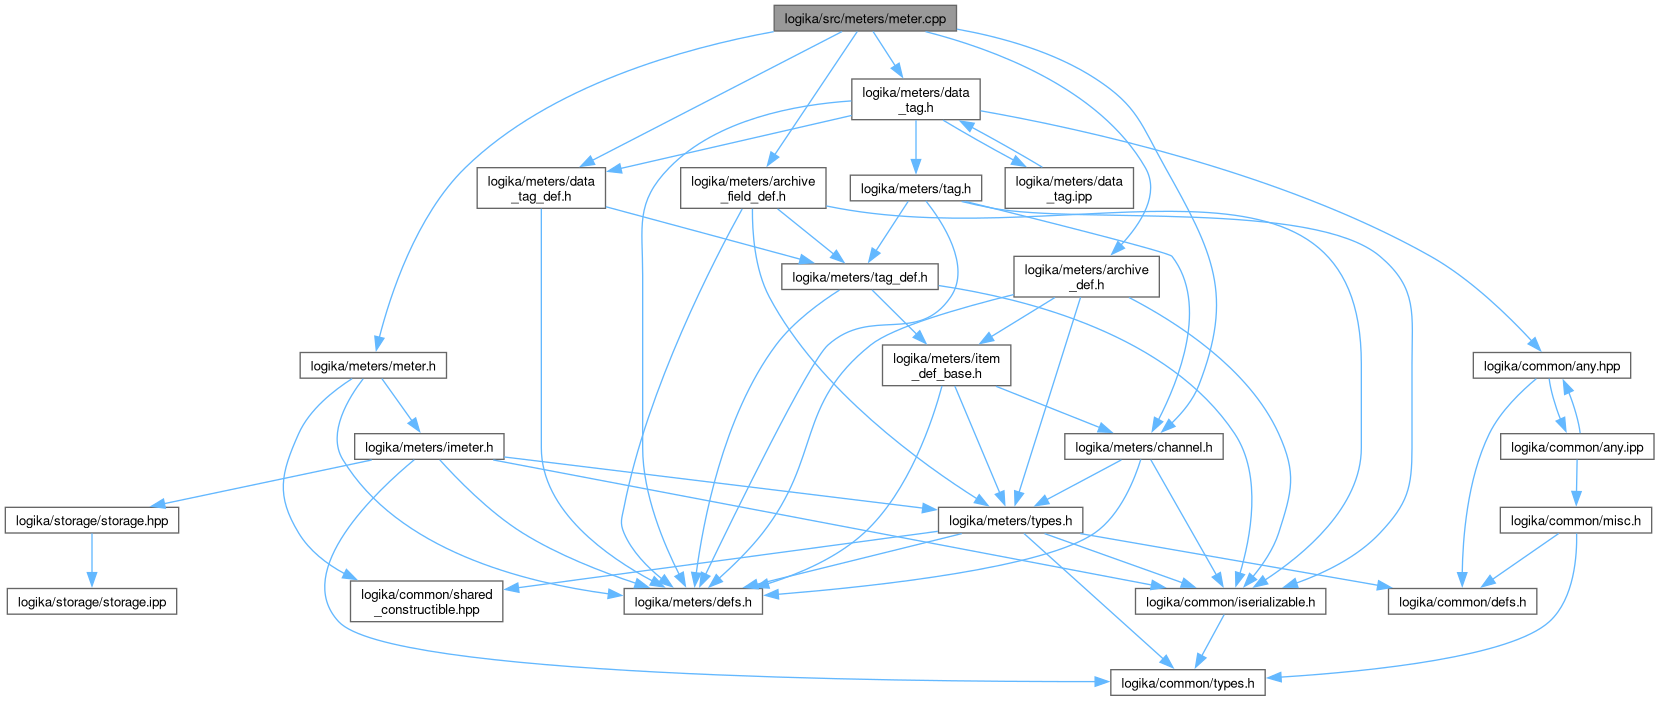 logika/src/meters/meter.cpp
logika/meters/data
_tag.h
logika/meters/data
_tag_def.h
logika/meters/archive
_field_def.h
logika/meters/tag.h
logika/meters/data
_tag.ipp
logika/meters/tag_def.h
logika/meters/archive
_def.h
logika/meters/meter.h
logika/meters/item
_def_base.h
logika/common/any.hpp
logika/meters/imeter.h
logika/meters/channel.h
logika/common/any.ipp
logika/storage/storage.hpp
logika/meters/types.h
logika/common/misc.h
logika/storage/storage.ipp
logika/common/shared
_constructible.hpp
logika/meters/defs.h
logika/common/iserializable.h
logika/common/defs.h
logika/common/types.h